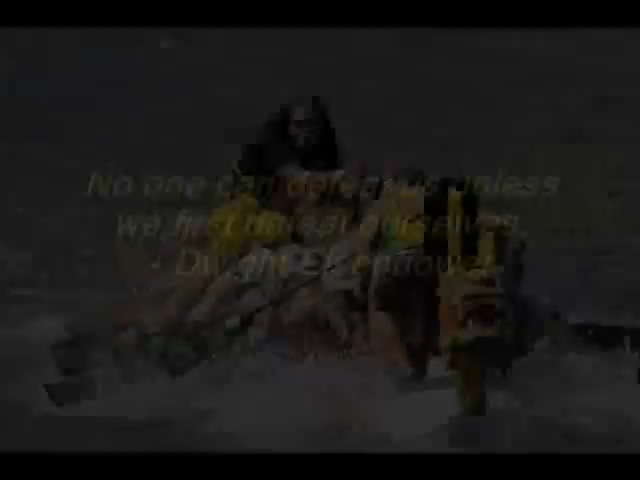 No one can defeat us unless
we first defeat ourselves.
- Dwight Eisenhower